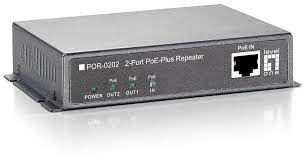 PoE IN
level
one
POR-0202 2-Port PoE-Plus Repeater
PoE PoE PoE
POWER OUT2 OUT1 IN